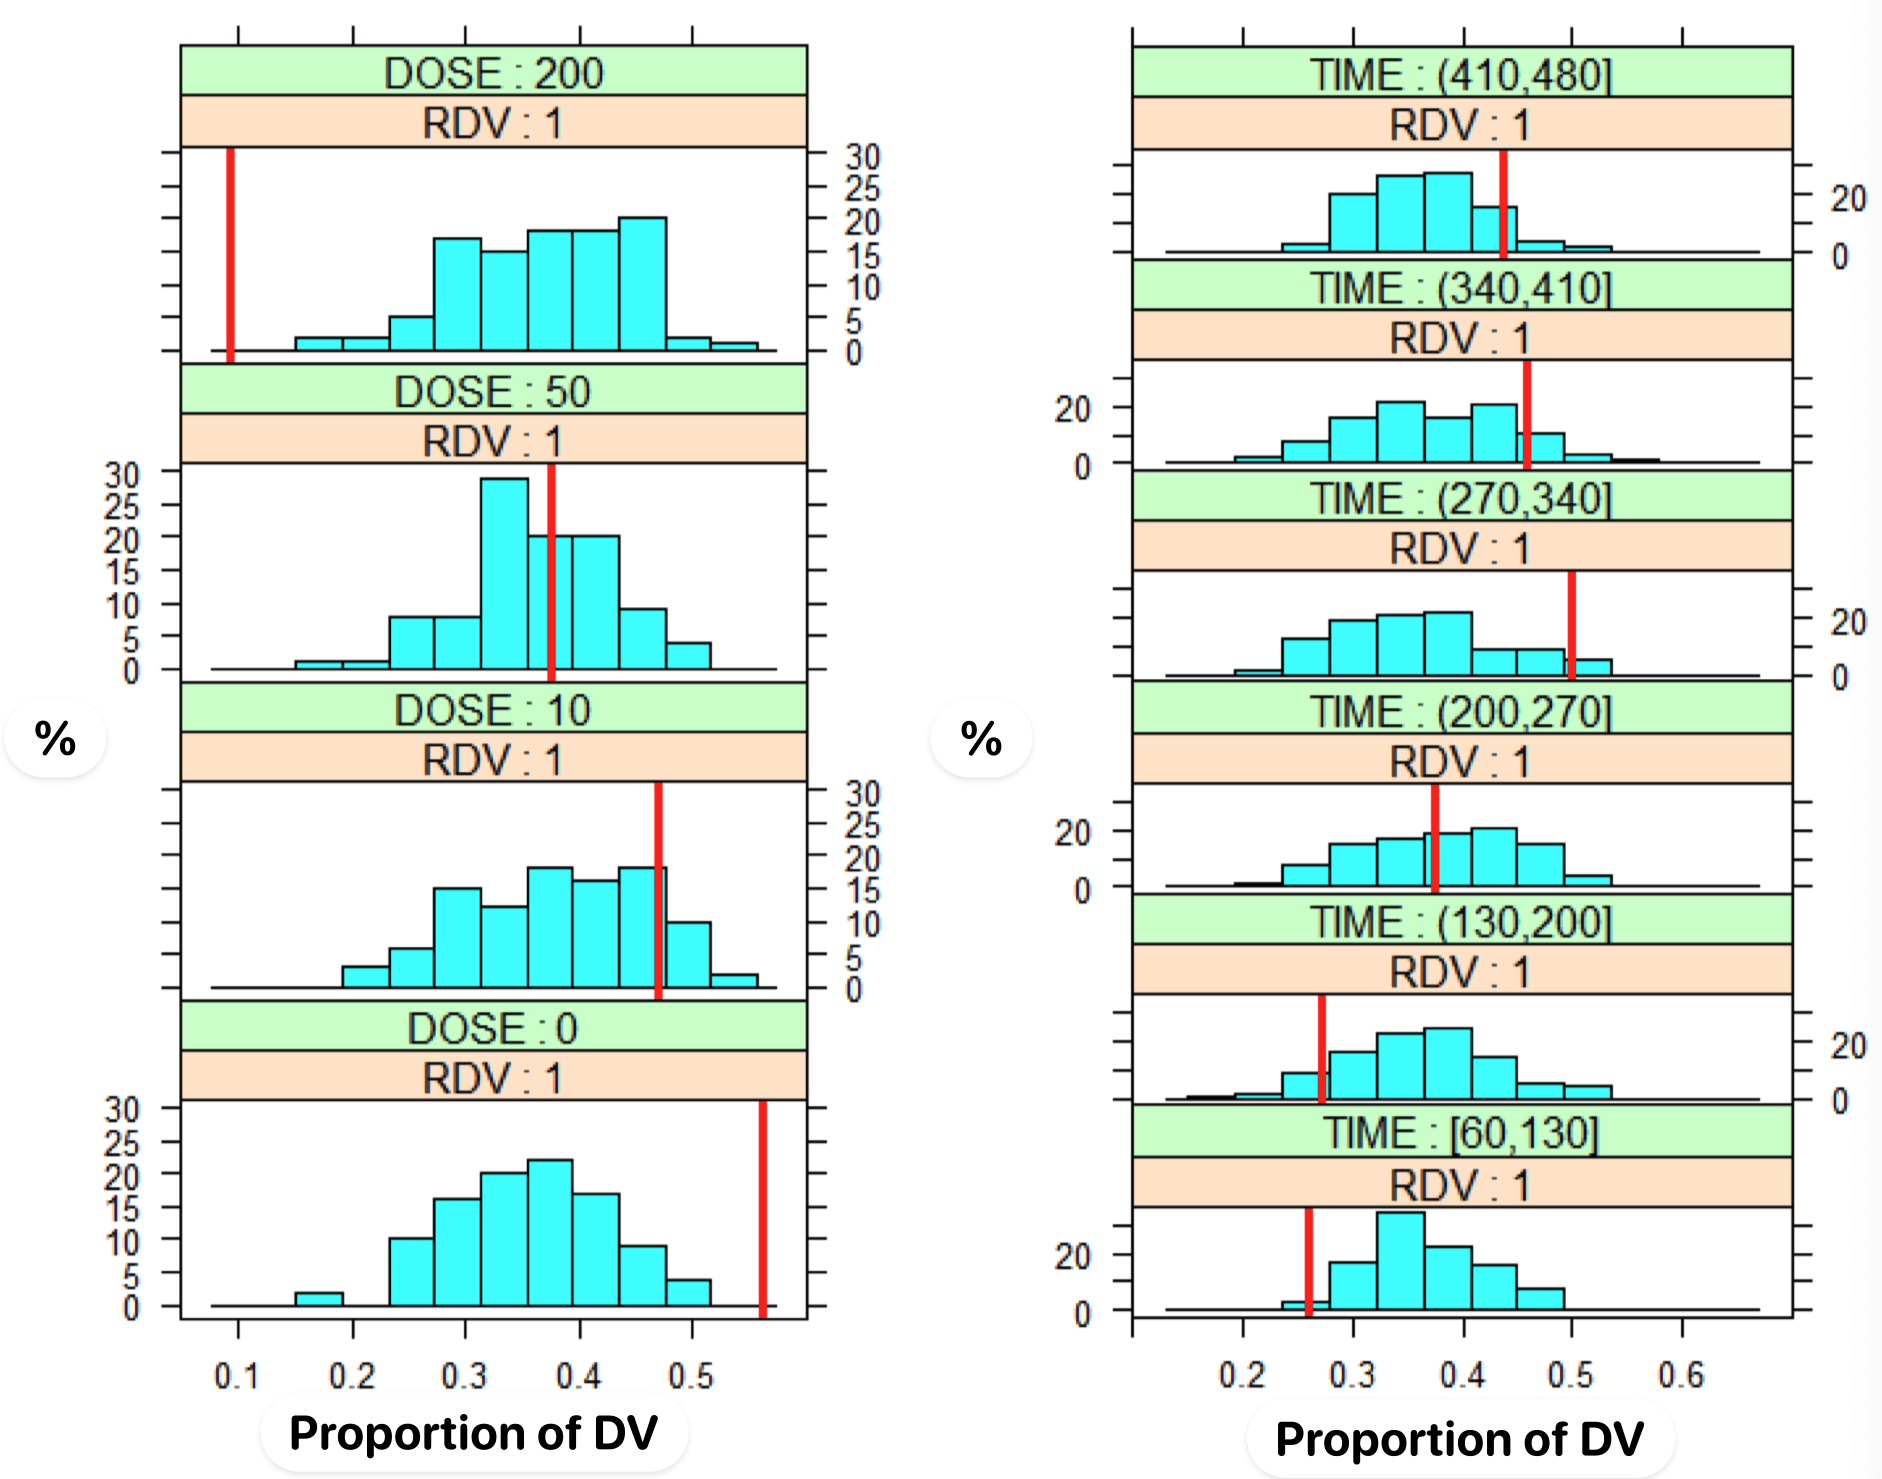 DOSE : 200
RDV : 1
30
25
20
15
10
5
0
DOSE : 50
RDV : 1
30
25
20
15
10
5
0
DOSE : 10
RDV : 1
30
25
20
15
10
5
0
DOSE : 0
RDV : 1
30
25
20
15
10
5
0
%
0.1 0.2 0.3 0.4 0.5
Proportion of DV
TIME : (410,480]
RDV : 1
20
0
TIME : (340,410]
RDV : 1
20
0
TIME : (270,340]
RDV : 1
20
0
TIME : (200,270]
RDV : 1
20
0
TIME : (130,200]
RDV : 1
20
0
TIME : [60,130]
RDV : 1
20
0
%
0.2 0.3 0.4 0.5 0.6
Proportion of DV